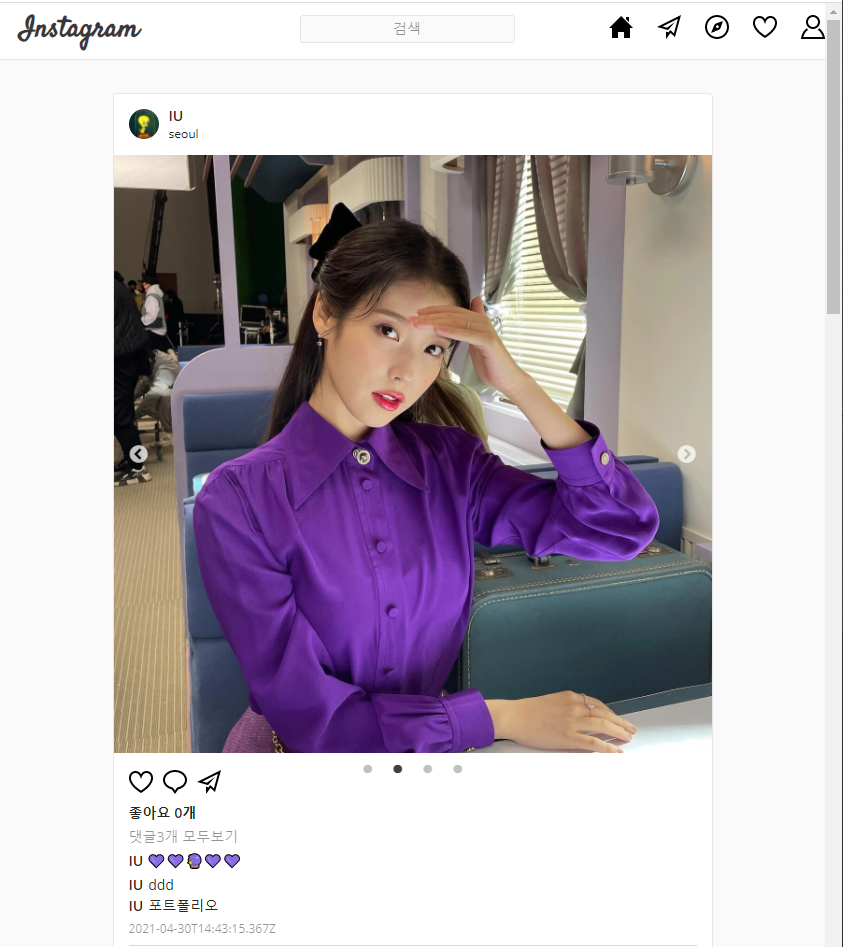 Instagram
검색
IU
seoul
좋아요 0개
댓글3개 모두보기
IU 💜💜🔮💜💜
IU ddd
IU 포트폴리오
2021-04-30T14:43:15.367Z